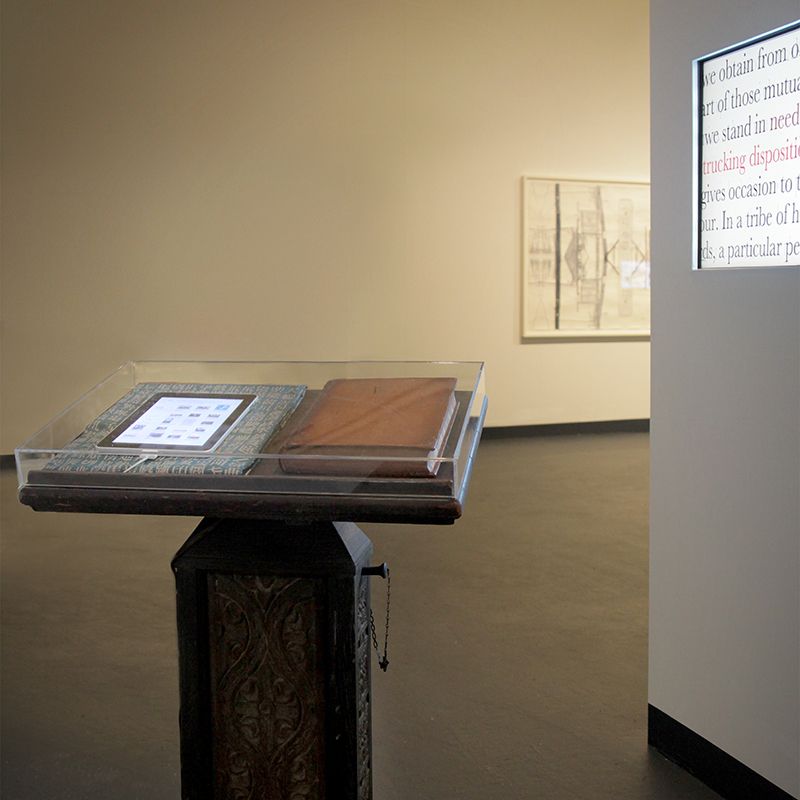 we obtain from o
art of those mutua
we stand in need
trucking dispositi
gives occasion to t
our. In a tribe of h
ds, a particular pe